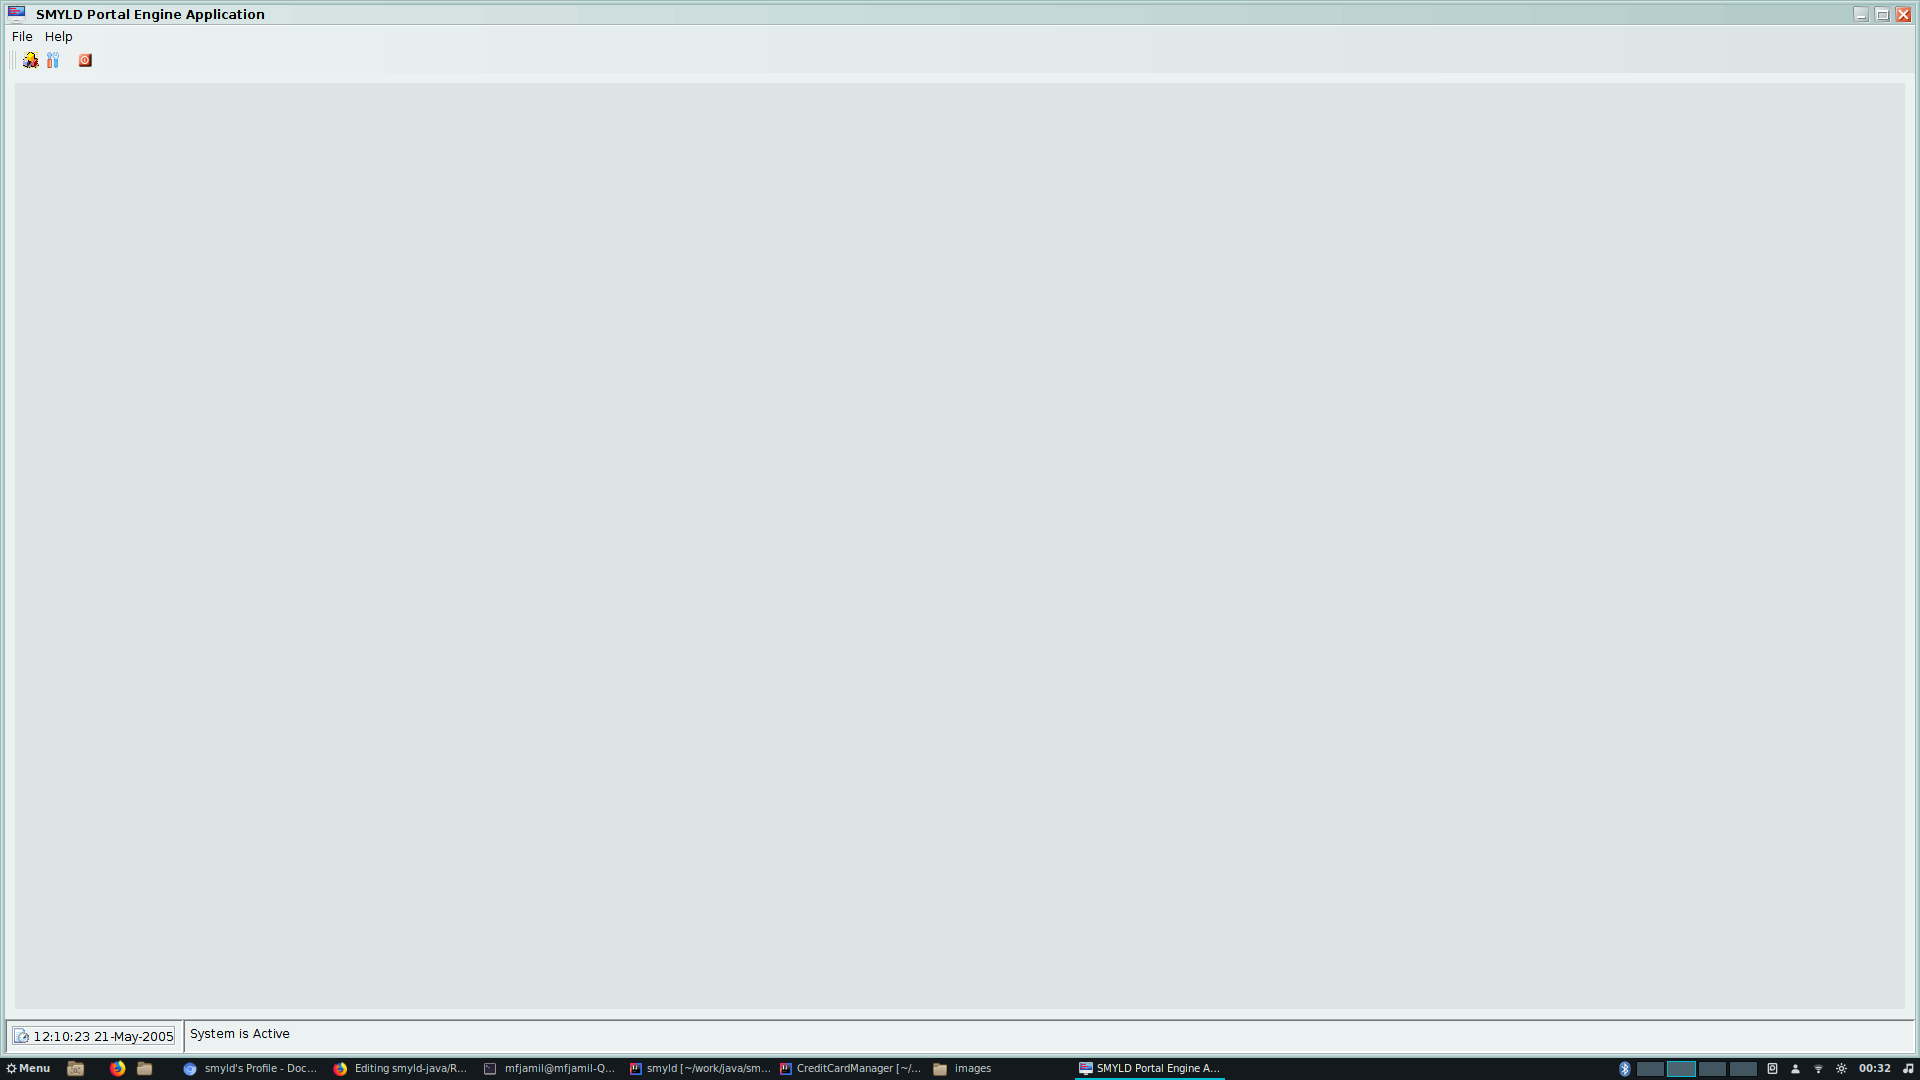 SMYLD Portal Engine Application
File Help
12:10:23 21-May-2005 System is Active
Menu smyld's Profile - Doc... Editing smyld-java/R... mfjamil@mfjamil-Q... smyld [~/work/java/sm... CreditCardManager [~/... images SMYLD Portal Engine A... 00:32